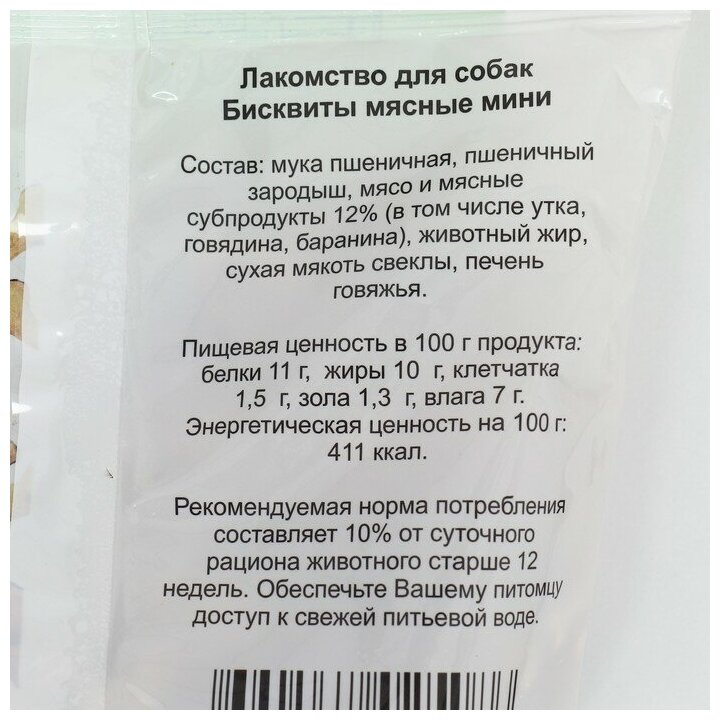 Лакомство для собак
Бисквиты мясные мини
Состав: мука пшеничная, пшеничный
зародыш, мясо и мясные
субпродукты 12% (в том числе утка,
говядина, баранина), животный жир,
сухая мякоть свеклы, печень
говяжья.
Пищевая ценность в 100 г продукта:
белки 11 г, жиры 10 г, клетчатка
1,5 г, зола 1,3 г, влага 7 г.
Энергетическая ценность на 100 г:
411 ккал.
Рекомендуемая норма потребления
составляет 10% от суточного
рациона животного старше 12
недель. Обеспечьте Вашему питомцу
доступ к свежей питьевой воде.